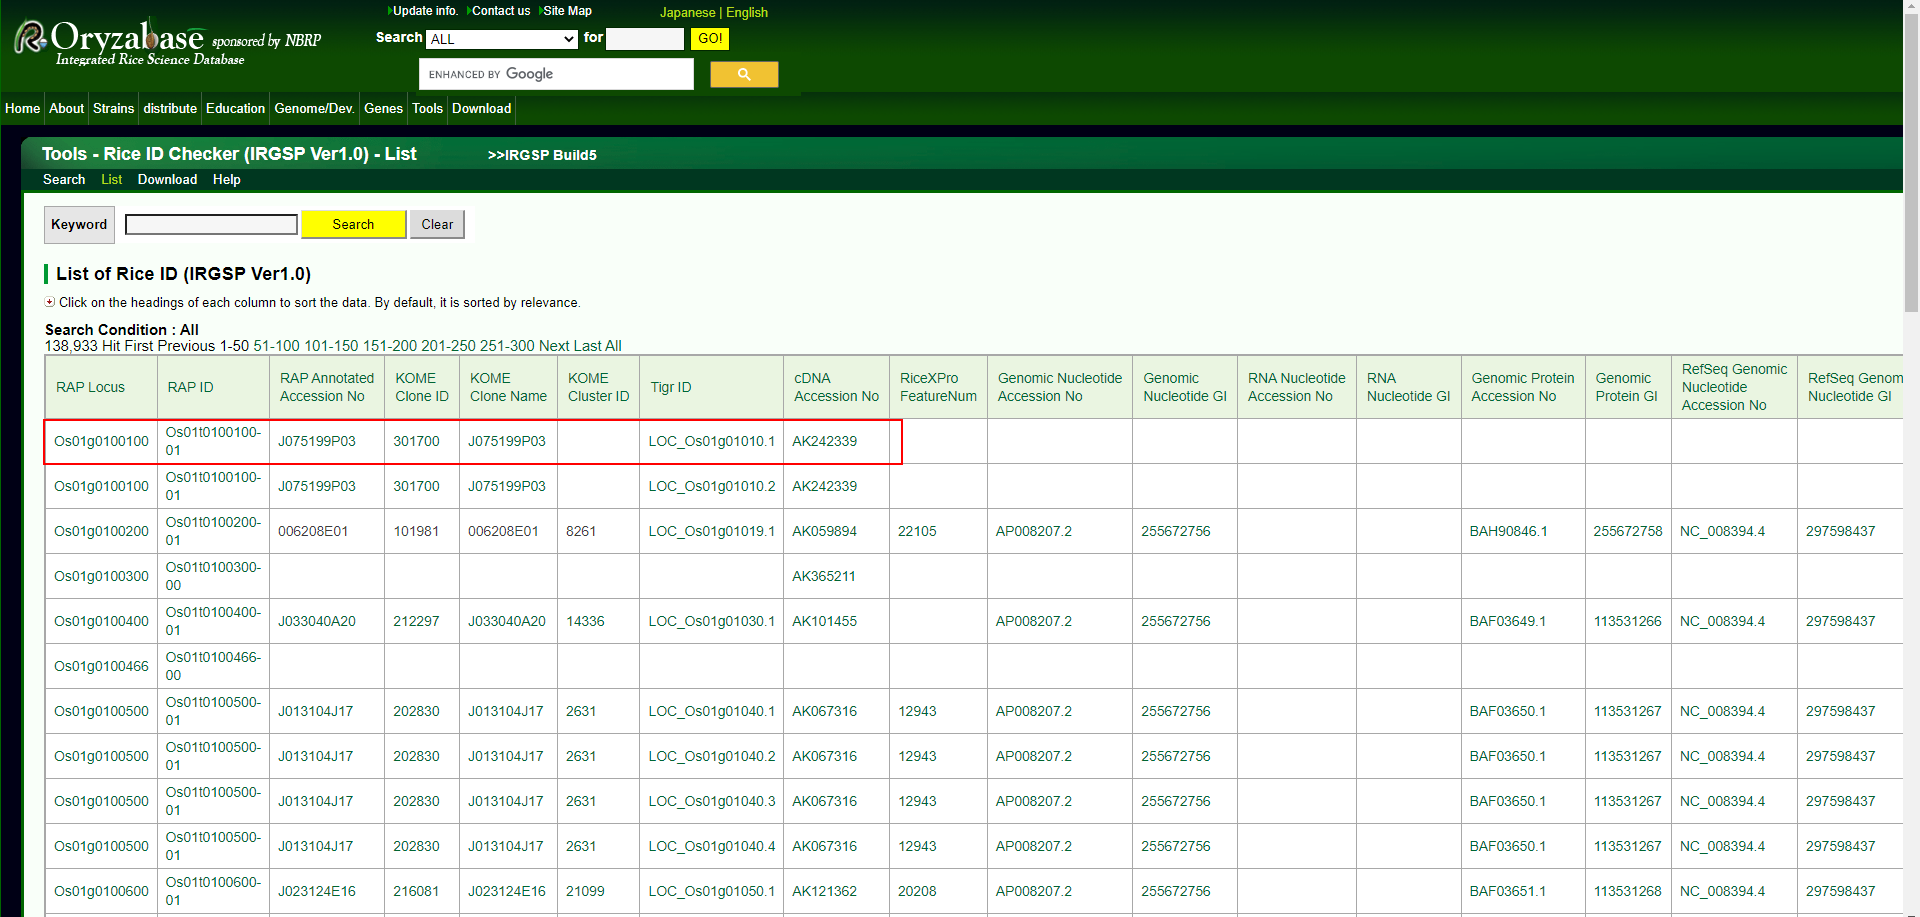 Update info. Contact us Site Map Japanese | English
Oryzabase sponsored by NBRP
Integrated Rice Science Database
Search ALL for GO!
ENHANCED BY Google
Home About Strains distribute Education Genome/Dev. Genes Tools Download
Tools - Rice ID Checker (IRGSP Ver1.0) - List >>IRGSP Build5
Search List Download Help
Keyword Search Clear
List of Rice ID (IRGSP Ver1.0)
Click on the headings of each column to sort the data. By default, it is sorted by relevance.
Search Condition : All
138,933 Hit First Previous 1-50 51-100 101-150 151-200 201-250 251-300 Next Last All
RAP Locus RAP ID RAP Annotated Accession No KOME Clone ID KOME Clone Name KOME Cluster ID Tigr ID cDNA Accession No RiceXPro FeatureNum Genomic Nucleotide Accession No Genomic Nucleotide GI RNA Nucleotide Accession No RNA Nucleotide GI Genomic Protein Accession No Genomic Protein GI RefSeq Genomic Nucleotide Accession No RefSeq Genom Nucleotide GI
Os01g0100100 Os01t0100100-01 J075199P03 301700 J075199P03 LOC_Os01g01010.1 AK242339
Os01g0100100 Os01t0100100-01 J075199P03 301700 J075199P03 LOC_Os01g01010.2 AK242339
Os01g0100200 Os01t0100200-01 006208E01 101981 006208E01 8261 LOC_Os01g01019.1 AK059894 22105 AP008207.2 255672756 BAH90846.1 255672758 NC_008394.4 297598437
Os01g0100300 Os01t0100300-00 AK365211
Os01g0100400 Os01t0100400-01 J033040A20 212297 J033040A20 14336 LOC_Os01g01030.1 AK101455 AP008207.2 255672756 BAF03649.1 113531266 NC_008394.4 297598437
Os01g0100466 Os01t0100466-00
Os01g0100500 Os01t0100500-01 J013104J17 202830 J013104J17 2631 LOC_Os01g01040.1 AK067316 12943 AP008207.2 255672756 BAF03650.1 113531267 NC_008394.4 297598437
Os01g0100500 Os01t0100500-01 J013104J17 202830 J013104J17 2631 LOC_Os01g01040.2 AK067316 12943 AP008207.2 255672756 BAF03650.1 113531267 NC_008394.4 297598437
Os01g0100500 Os01t0100500-01 J013104J17 202830 J013104J17 2631 LOC_Os01g01040.3 AK067316 12943 AP008207.2 255672756 BAF03650.1 113531267 NC_008394.4 297598437
Os01g0100500 Os01t0100500-01 J013104J17 202830 J013104J17 2631 LOC_Os01g01040.4 AK067316 12943 AP008207.2 255672756 BAF03650.1 113531267 NC_008394.4 297598437
Os01g0100600 Os01t0100600-01 J023124E16 216081 J023124E16 21099 LOC_Os01g01050.1 AK121362 20208 AP008207.2 255672756 BAF03651.1 113531268 NC_008394.4 297598437